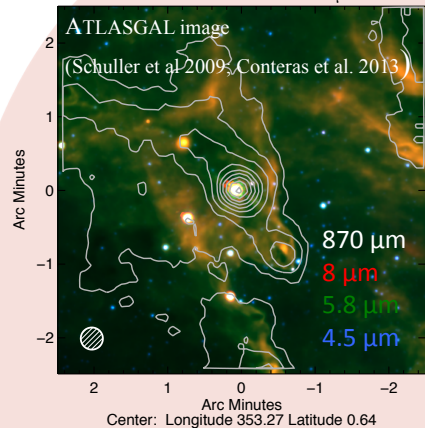 ATLASGAL image
(Schuller et al 2009; Conteras et al. 2013)
2
1
0
−1
−2
Arc Minutes
870 µm
8 µm
5.8 µm
4.5 µm
2 1 0 −1 −2
Arc Minutes
Center: Longitude 353.27 Latitude 0.64